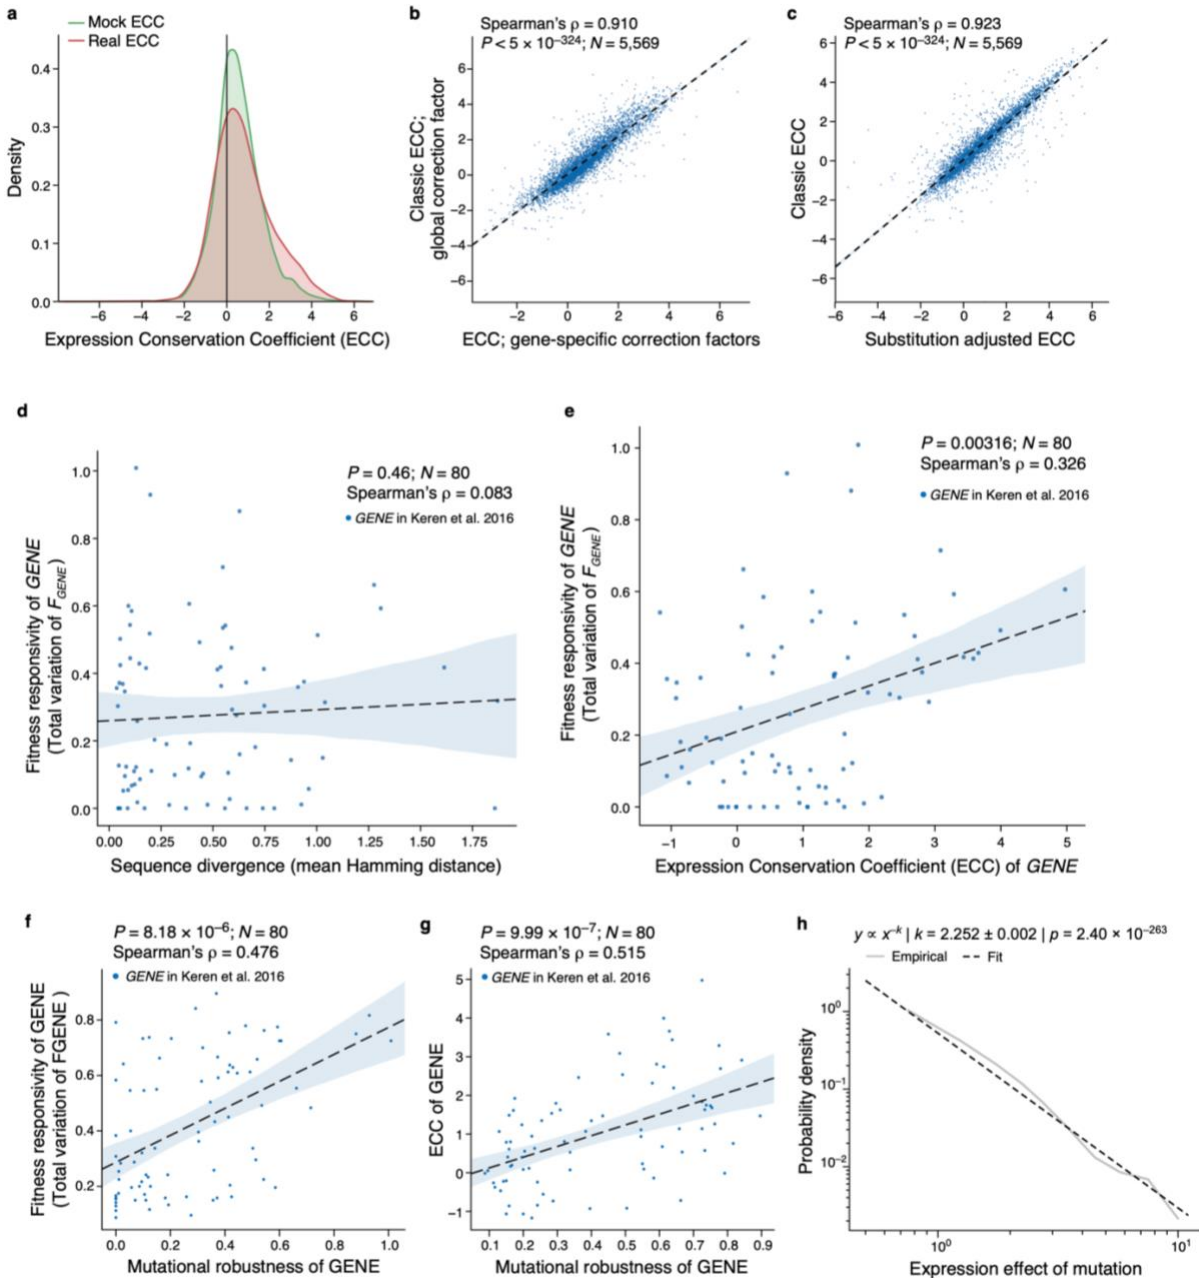 a
Mock ECC
Real ECC
Density
0.4
0.3
0.2
0.1
0.0
−6 −4 −2 0 2 4 6
Expression Conservation Coefficient (ECC)
b
Spearman's ρ = 0.910
P < 5 × 10–324; N = 5,569
Classic ECC;
global correction factor
6
4
2
0
−2
−4
−6
−2 0 2 4 6
ECC; gene-specific correction factors
c
Spearman's ρ = 0.923
P < 5 × 10–324; N = 5,569
Classic ECC
6
4
2
0
−2
−4
−6
−6 −4 −2 0 2 4 6
Substitution adjusted ECC
d
P = 0.46; N = 80
Spearman's ρ = 0.083
GENE in Keren et al. 2016
Fitness responsivity of GENE
(Total variation of FGENE)
1.0
0.8
0.6
0.4
0.2
0.0
0.00 0.25 0.50 0.75 1.00 1.25 1.50 1.75
Sequence divergence (mean Hamming distance)
e
P = 0.00316; N = 80
Spearman's ρ = 0.326
GENE in Keren et al. 2016
Fitness responsivity of GENE
(Total variation of FGENE)
1.0
0.8
0.6
0.4
0.2
0.0
−1 0 1 2 3 4 5
Expression Conservation Coefficient (ECC) of GENE
f
P = 8.18 × 10–6; N = 80
Spearman's ρ = 0.476
GENE in Keren et al. 2016
Fitness responsivity of GENE
(Total variation of FGENE )
0.8
0.6
0.4
0.2
0.0 0.2 0.4 0.6 0.8 1.0
Mutational robustness of GENE
g
P = 9.99 × 10–7; N = 80
Spearman's ρ = 0.515
GENE in Keren et al. 2016
ECC of GENE
5
4
3
2
1
0
−1
0.1 0.2 0.3 0.4 0.5 0.6 0.7 0.8 0.9
Mutational robustness of GENE
h
y ∝ x–k | k = 2.252 ± 0.002 | p = 2.40 × 10–263
Empirical Fit
Probability density
100
10−1
10−2
100 101
Expression effect of mutation